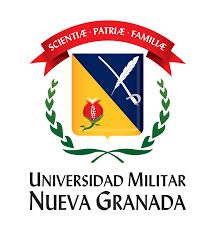 SCIENTIÆ - PATRIÆ - FAMILIÆ
UNIVERSIDAD MILITAR
NUEVA GRANADA